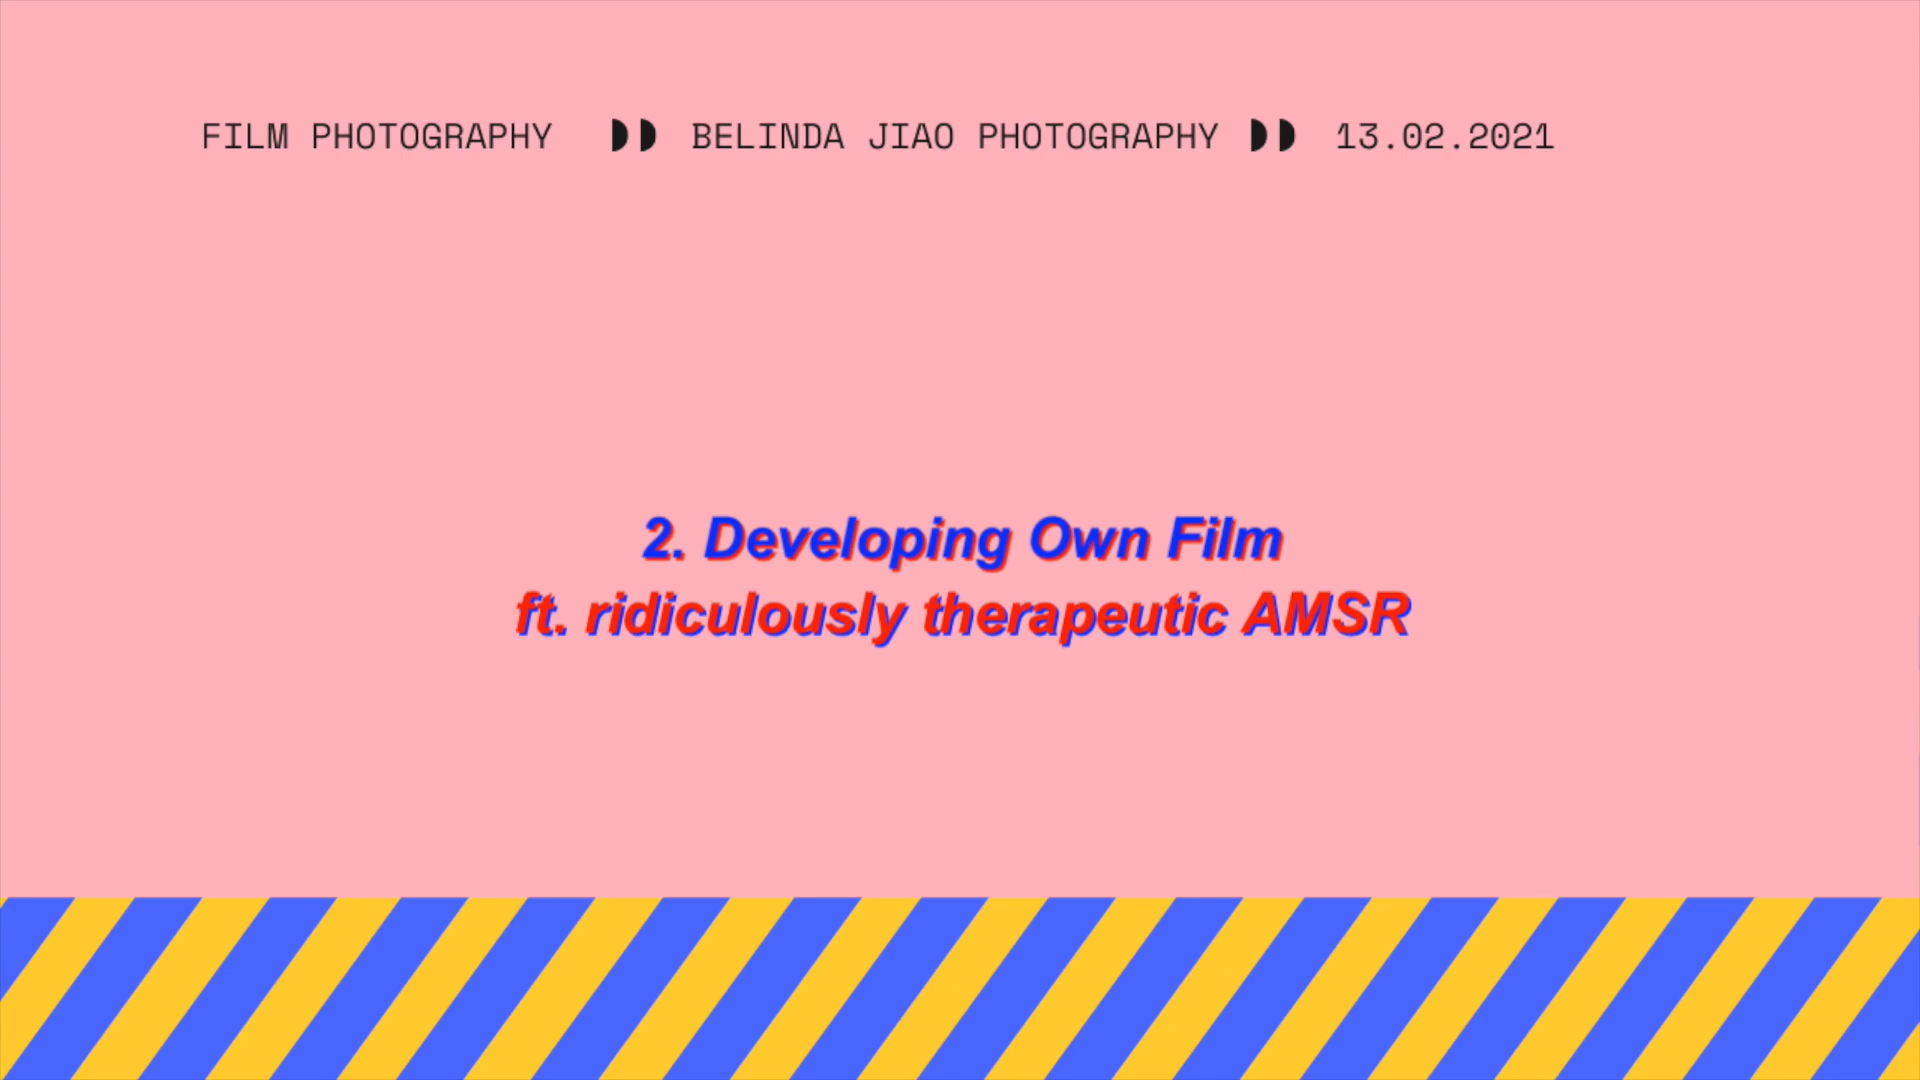 FILM PHOTOGRAPHY BELINDA JIAO PHOTOGRAPHY 13.02.2021
2. Developing Own Film
ft. ridiculously therapeutic AMSR